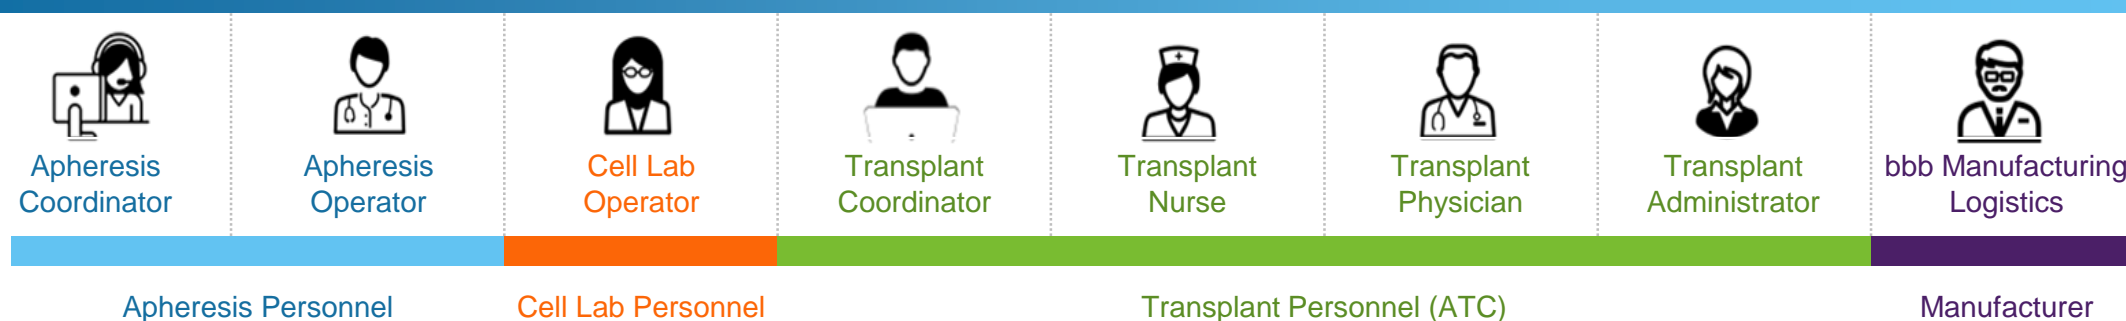 Apheresis
Coordinator
Apheresis
Operator
Cell Lab
Operator
Transplant
Coordinator
Transplant
Nurse
Transplant
Physician
Transplant
Administrator
bbb Manufacturing
Logistics
Apheresis Personnel
Cell Lab Personnel
Transplant Personnel (ATC)
Manufacturer